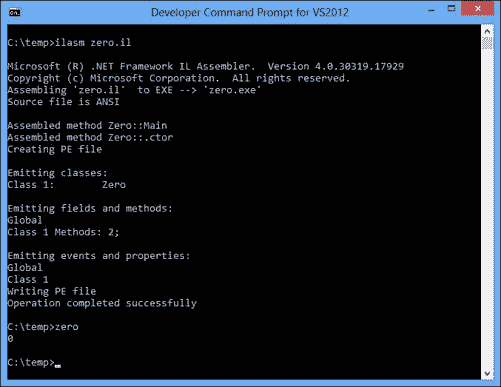 Developer Command Prompt for VS2012
C:\temp>ilasm zero.il
Microsoft (R) .NET Framework IL Assembler.  Version 4.0.30319.17929
Copyright (c) Microsoft Corporation.  All rights reserved.
Assembling 'zero.il'  to EXE --> 'zero.exe'
Source file is ANSI
Assembled method Zero::Main
Assembled method Zero::.ctor
Creating PE file
Emitting classes:
Class 1:        Zero
Emitting fields and methods:
Global
Class 1 Methods: 2;
Emitting events and properties:
Global
Class 1
Writing PE file
Operation completed successfully
C:\temp>zero
0
C:\temp>_